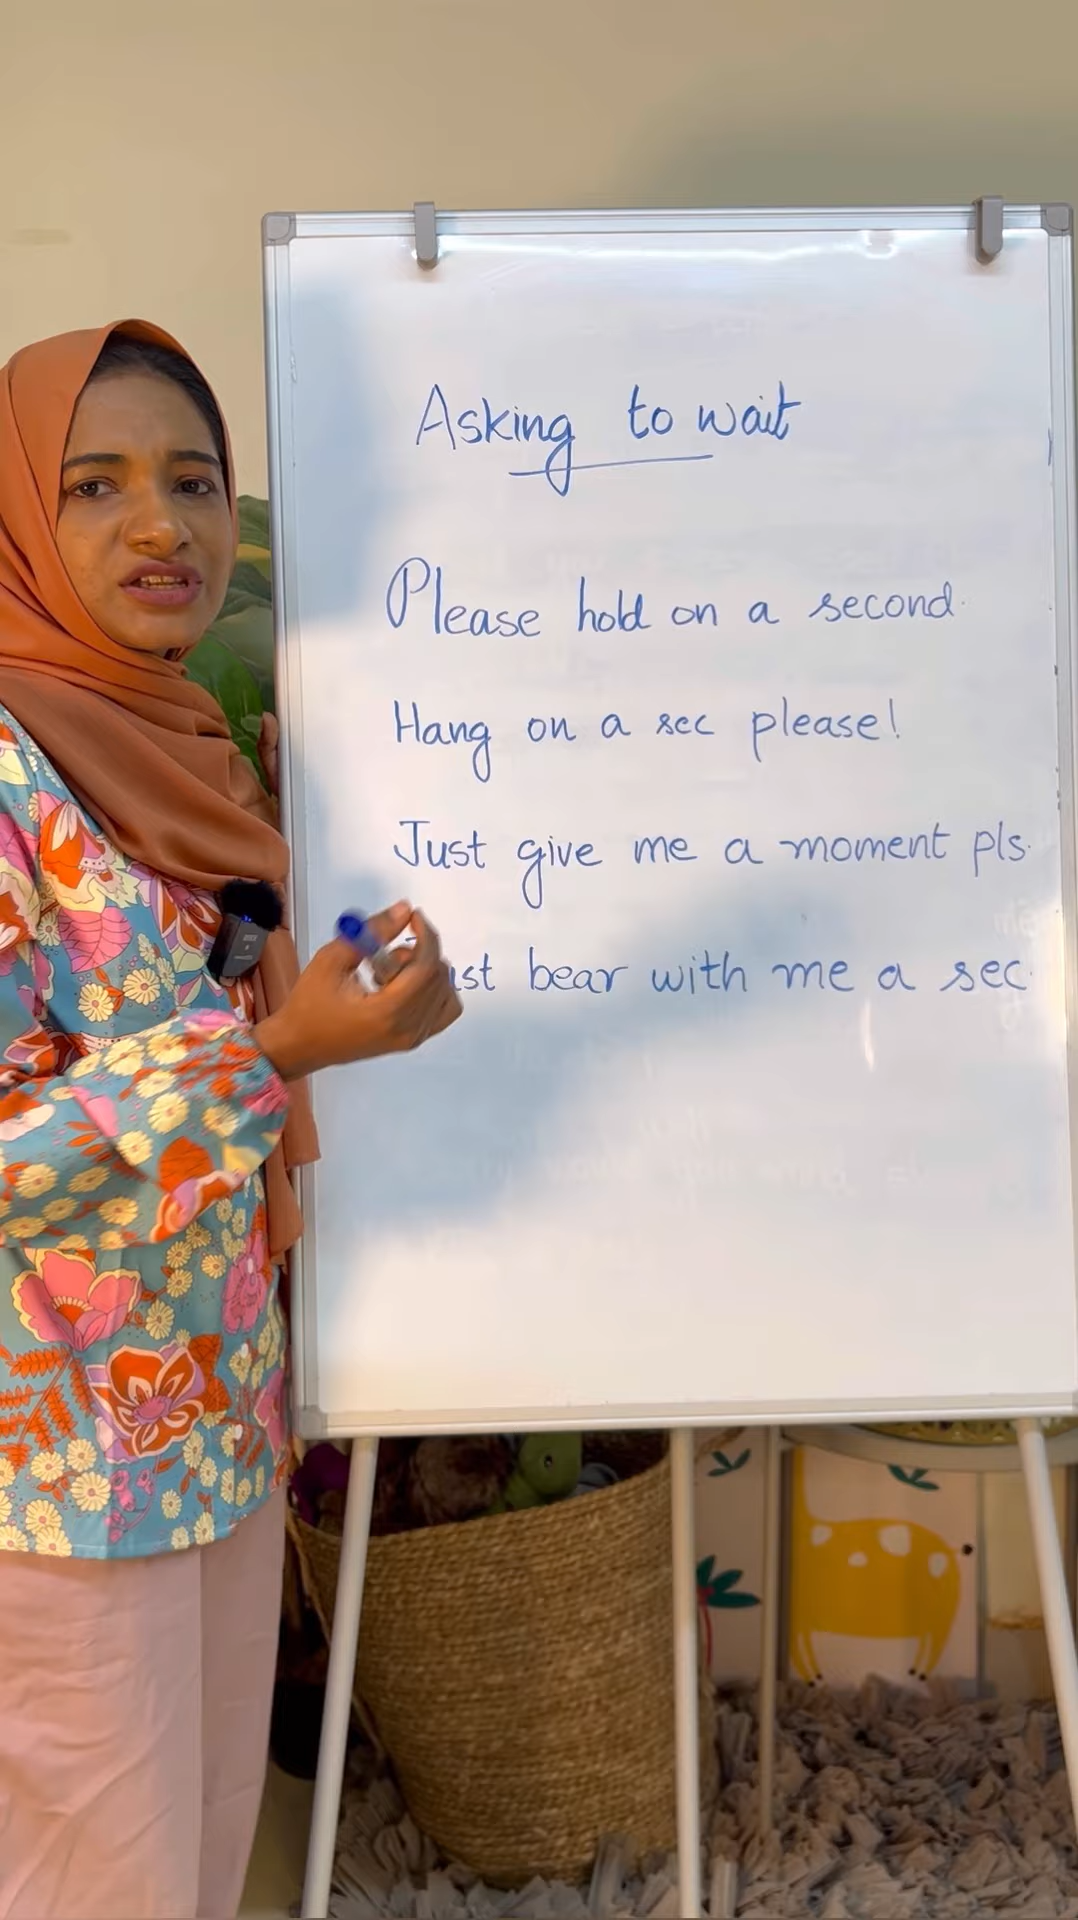 Asking to wait
Please hold on a second.
Hang on a sec please!
Just give me a moment pls.
bear with me a sec.